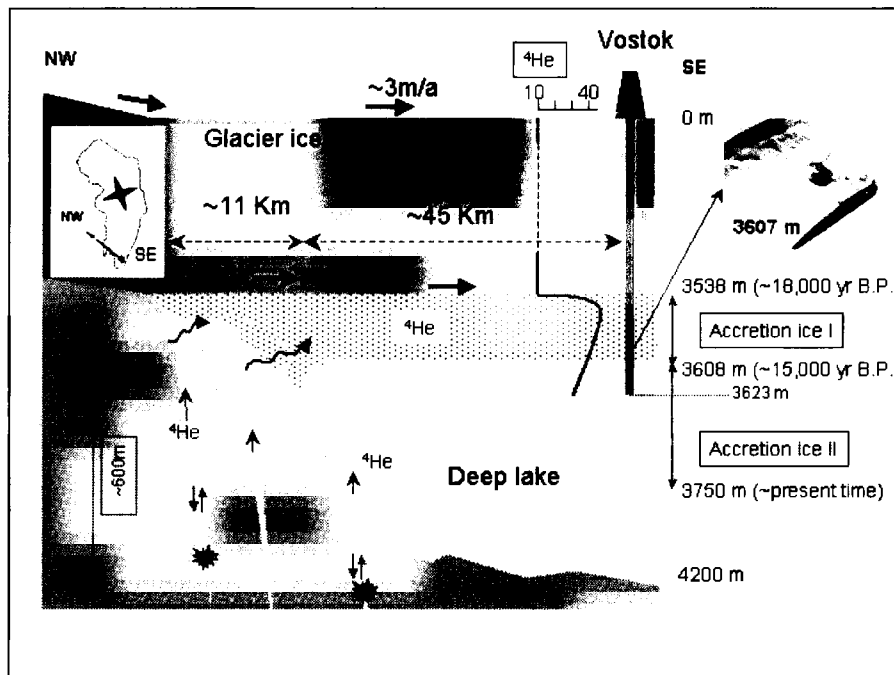 Vostok
NW
⁴He
SE
~3m/a
10
40
0 m
Glacier ice
~11 Km
~45 Km
NW
SE
3607 m
3538 m (~18,000 yr B.P.
⁴He
Accretion ice I
3608 m (~15,000 yr B.P.
3623 m
⁴He
⁴He
~600m
Accretion ice II
Deep lake
3750 m (~present time)
4200 m